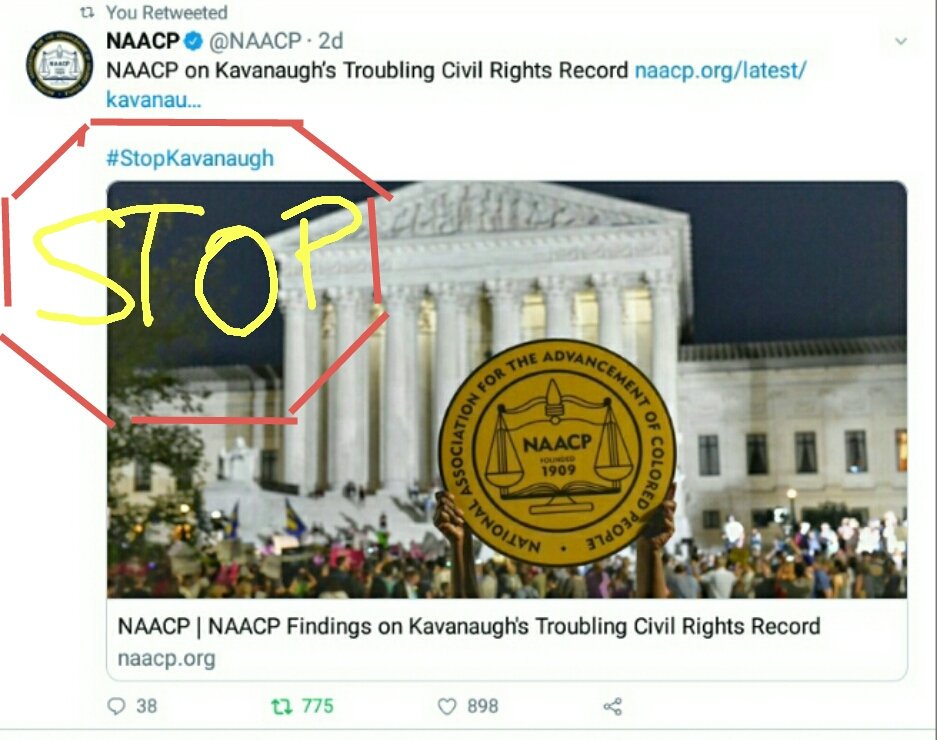 You Retweeted
NAACP @NAACP · 2d
NAACP on Kavanaugh's Troubling Civil Rights Record naacp.org/latest/
kavanau...
#StopKavanaugh
STOP
NATIONAL ASSOCIATION FOR THE ADVANCEMENT OF COLORED PEOPLE
NAACP
FOUNDED
1909
NAACP | NAACP Findings on Kavanaugh's Troubling Civil Rights Record
naacp.org
38 775 898